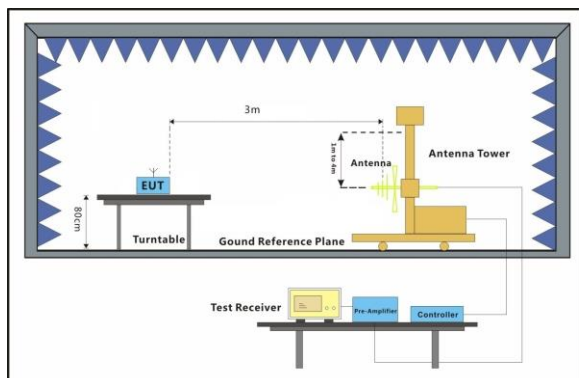 3m
1m to 4m
Antenna
Antenna Tower
EUT
80cm
Turntable
Gound Reference Plane
Test Receiver
Pre-Amplifier
Controller